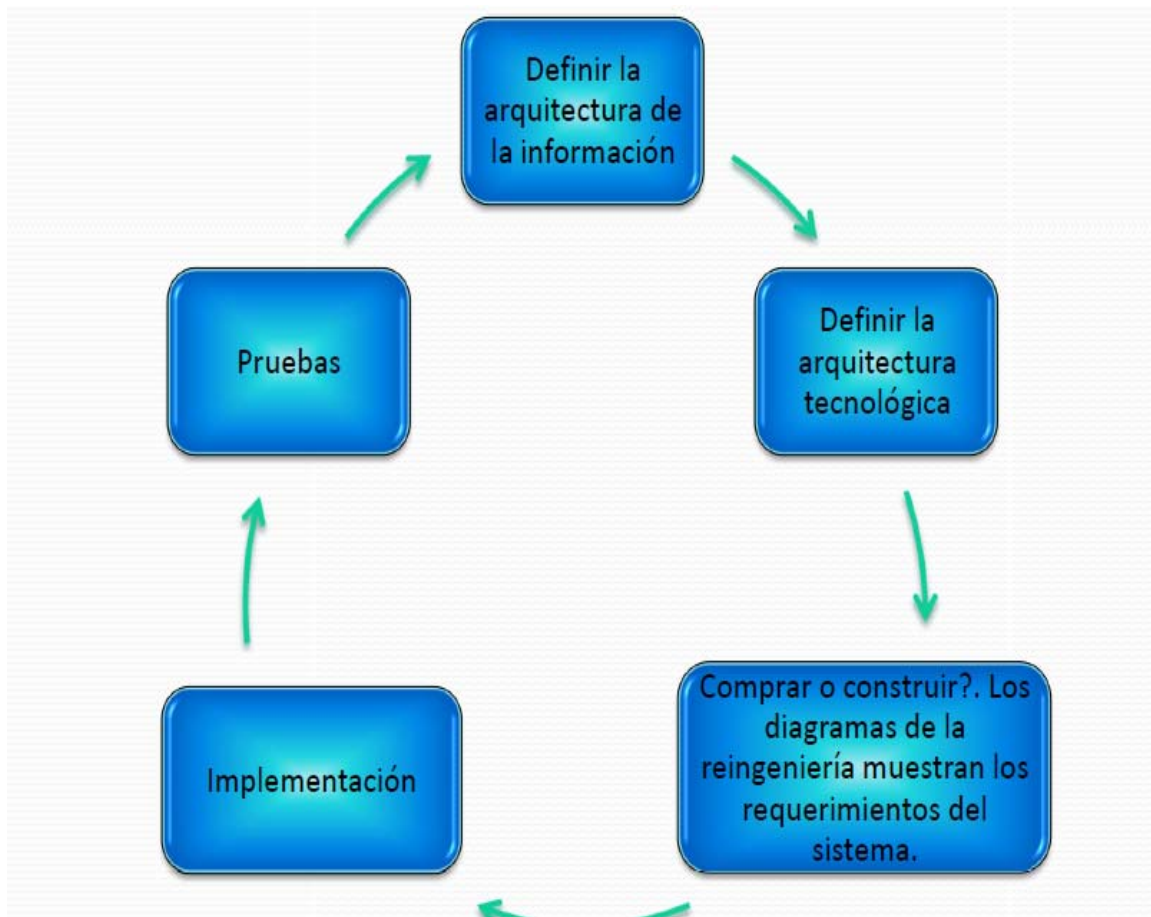 Definir la
arquitectura de
la información
Definir la
arquitectura
tecnológica
Comprar o construir?. Los
diagramas de la
reingeniería muestran los
requerimientos del
sistema.
Implementación
Pruebas